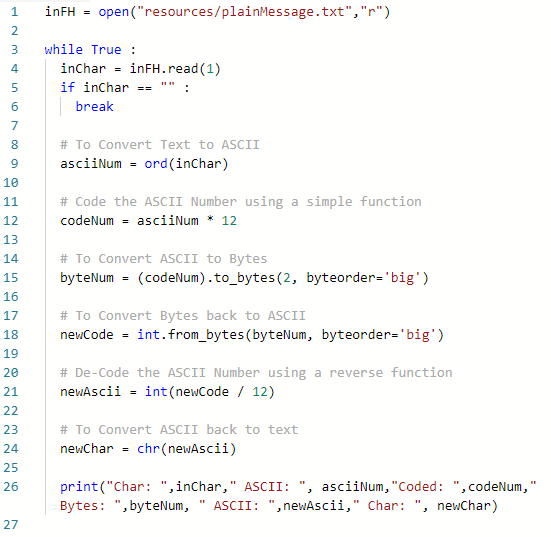 1 inFH = open("resources/plainMessage.txt","r")
2
3 while True :
4 inChar = inFH.read(1)
5 if inChar == "" :
6 break
7
8 # To Convert Text to ASCII
9 asciiNum = ord(inChar)
10
11 # Code the ASCII Number using a simple function
12 codeNum = asciiNum * 12
13
14 # To Convert ASCII to Bytes
15 byteNum = (codeNum).to_bytes(2, byteorder='big')
16
17 # To Convert Bytes back to ASCII
18 newCode = int.from_bytes(byteNum, byteorder='big')
19
20 # De-Code the ASCII Number using a reverse function
21 newAscii = int(newCode / 12)
22
23 # To Convert ASCII back to text
24 newChar = chr(newAscii)
25
26 print("Char: ",inChar," ASCII: ", asciiNum,"Coded: ",codeNum,"
Bytes: ",byteNum, " ASCII: ",newAscii," Char: ", newChar)
27